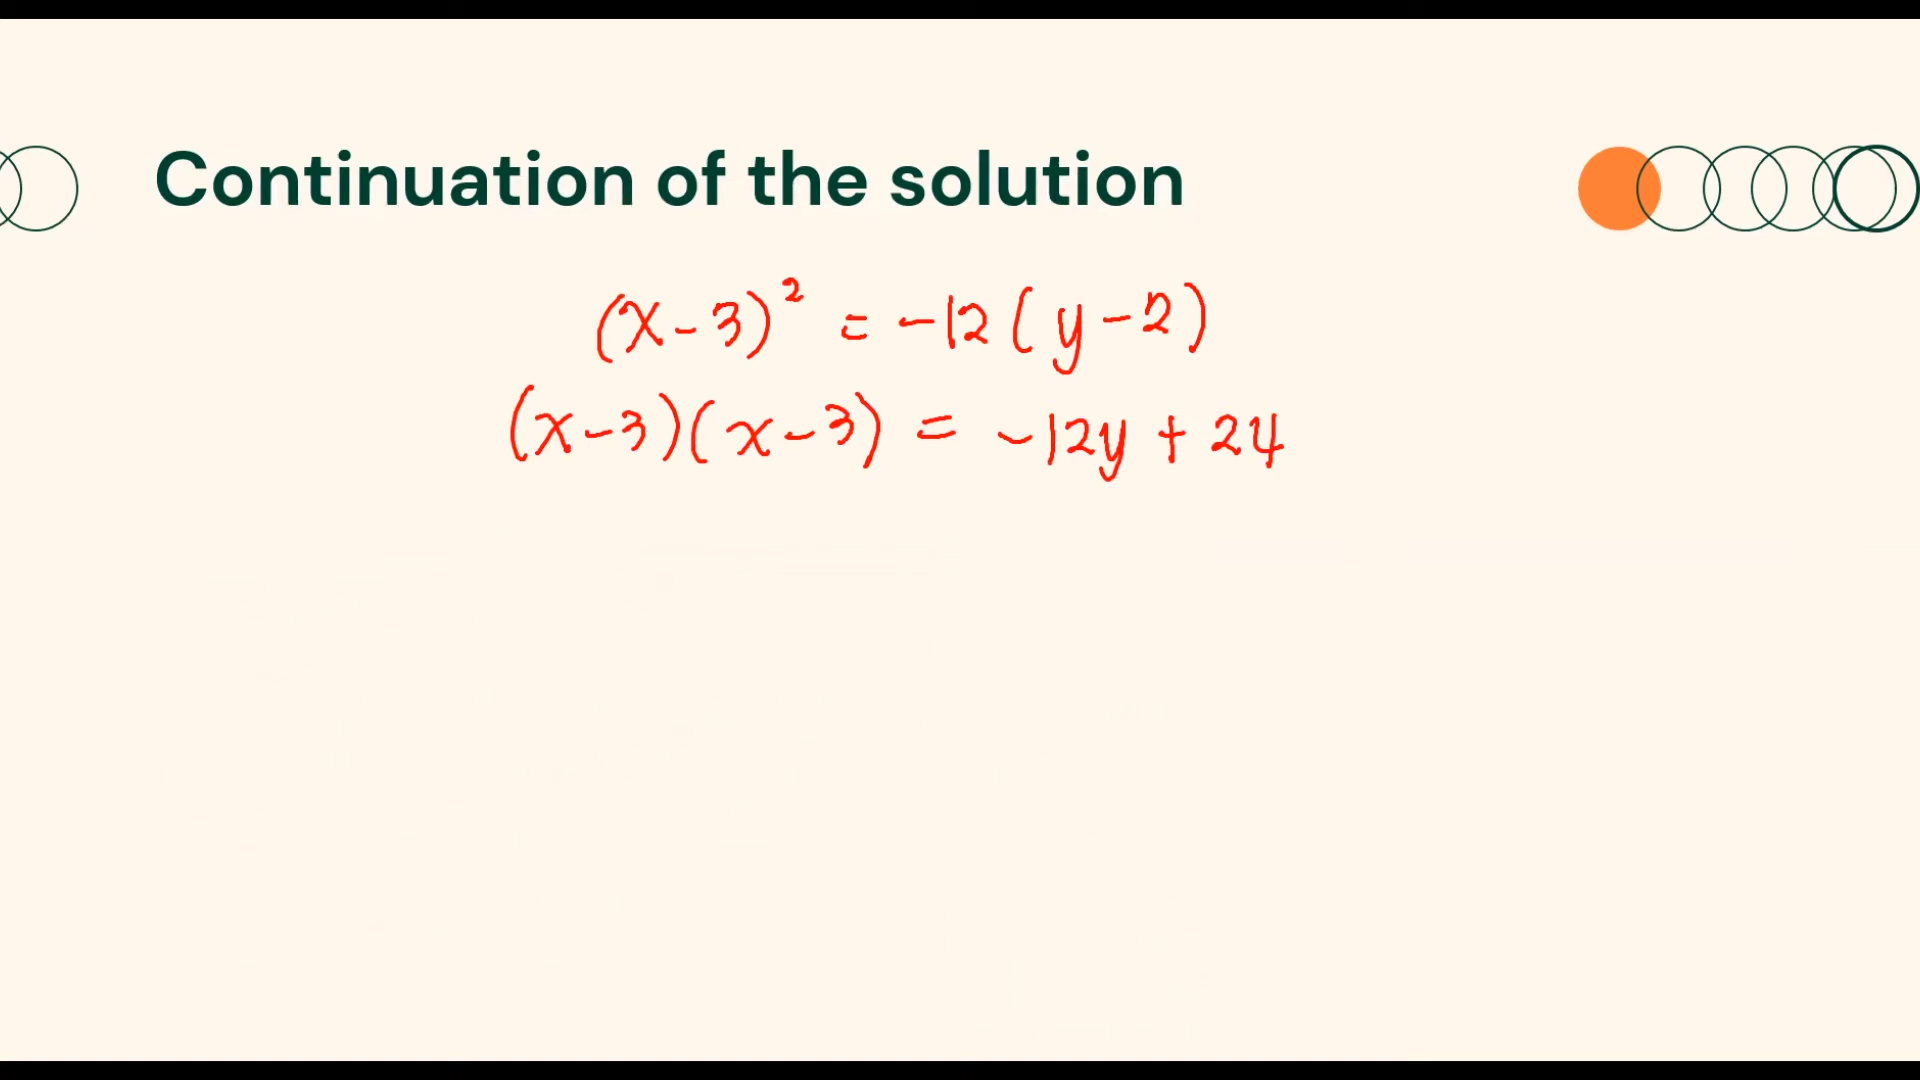 Continuation of the solution
(x-3)² = -12(y-2)
(x-3)(x-3) = -12y + 24